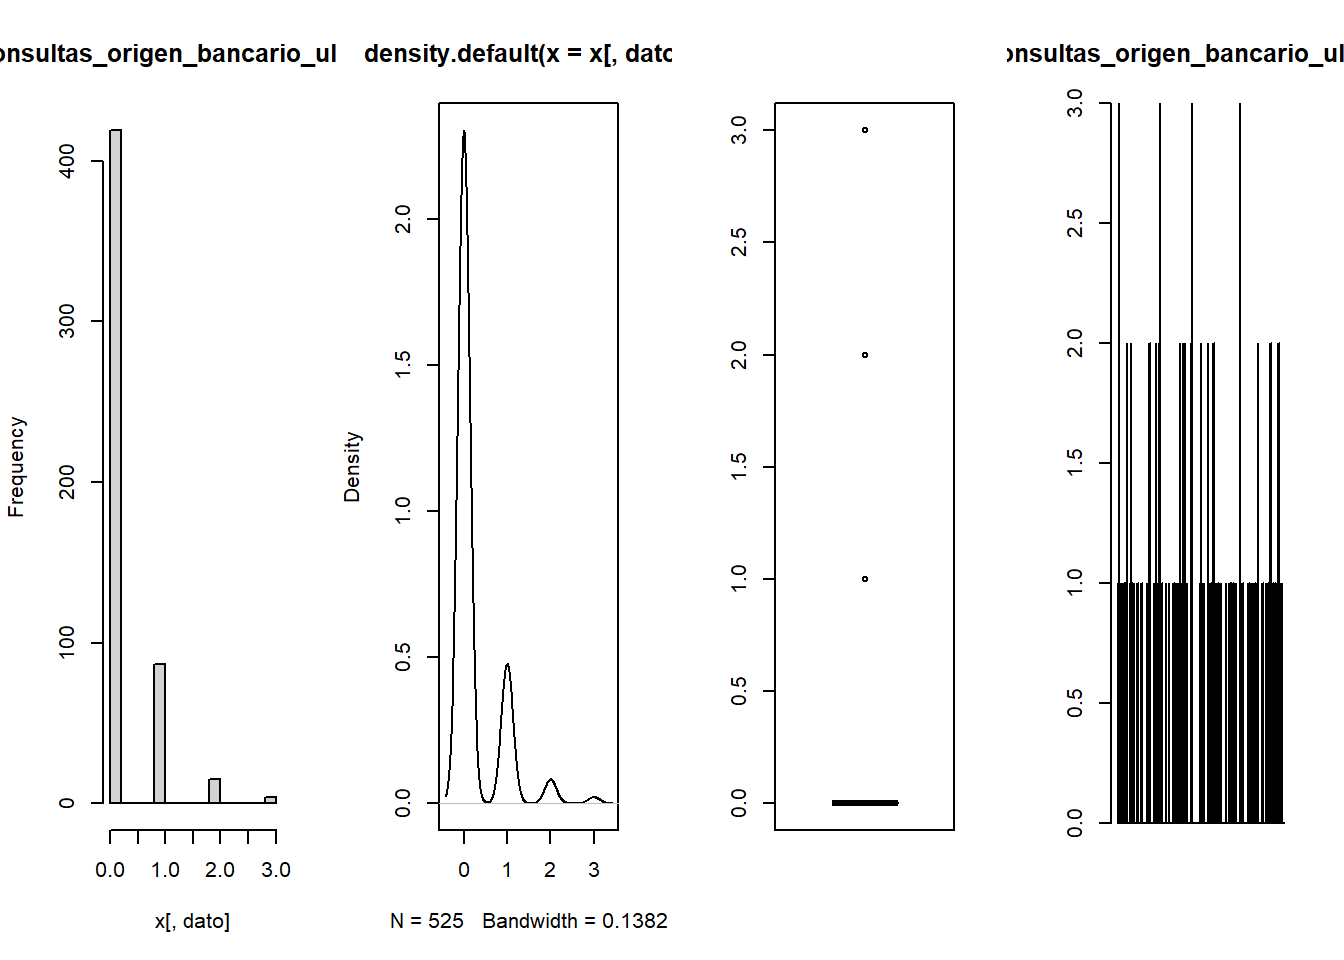 onsultas_origen_bancario_ul
Frequency
400
300
200
100
0
0.0 1.0 2.0 3.0
x[, dato]
density.default(x = x[, dato
Density
2.0
1.5
1.0
0.5
0.0
0 1 2 3
N = 525 Bandwidth = 0.1382
3.0
2.5
2.0
1.5
1.0
0.5
0.0
onsultas_origen_bancario_ul
3.0
2.5
2.0
1.5
1.0
0.5
0.0